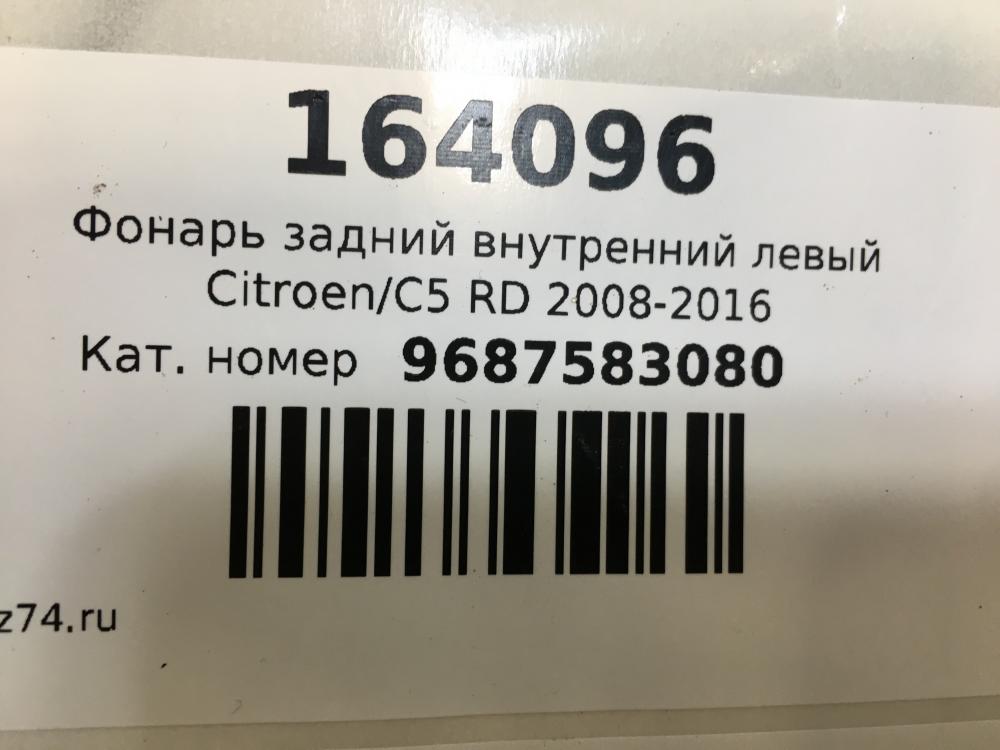 164096
Фонарь задний внутренний левый
Citroen/C5 RD 2008-2016
Кат. номер 9687583080
z74.ru